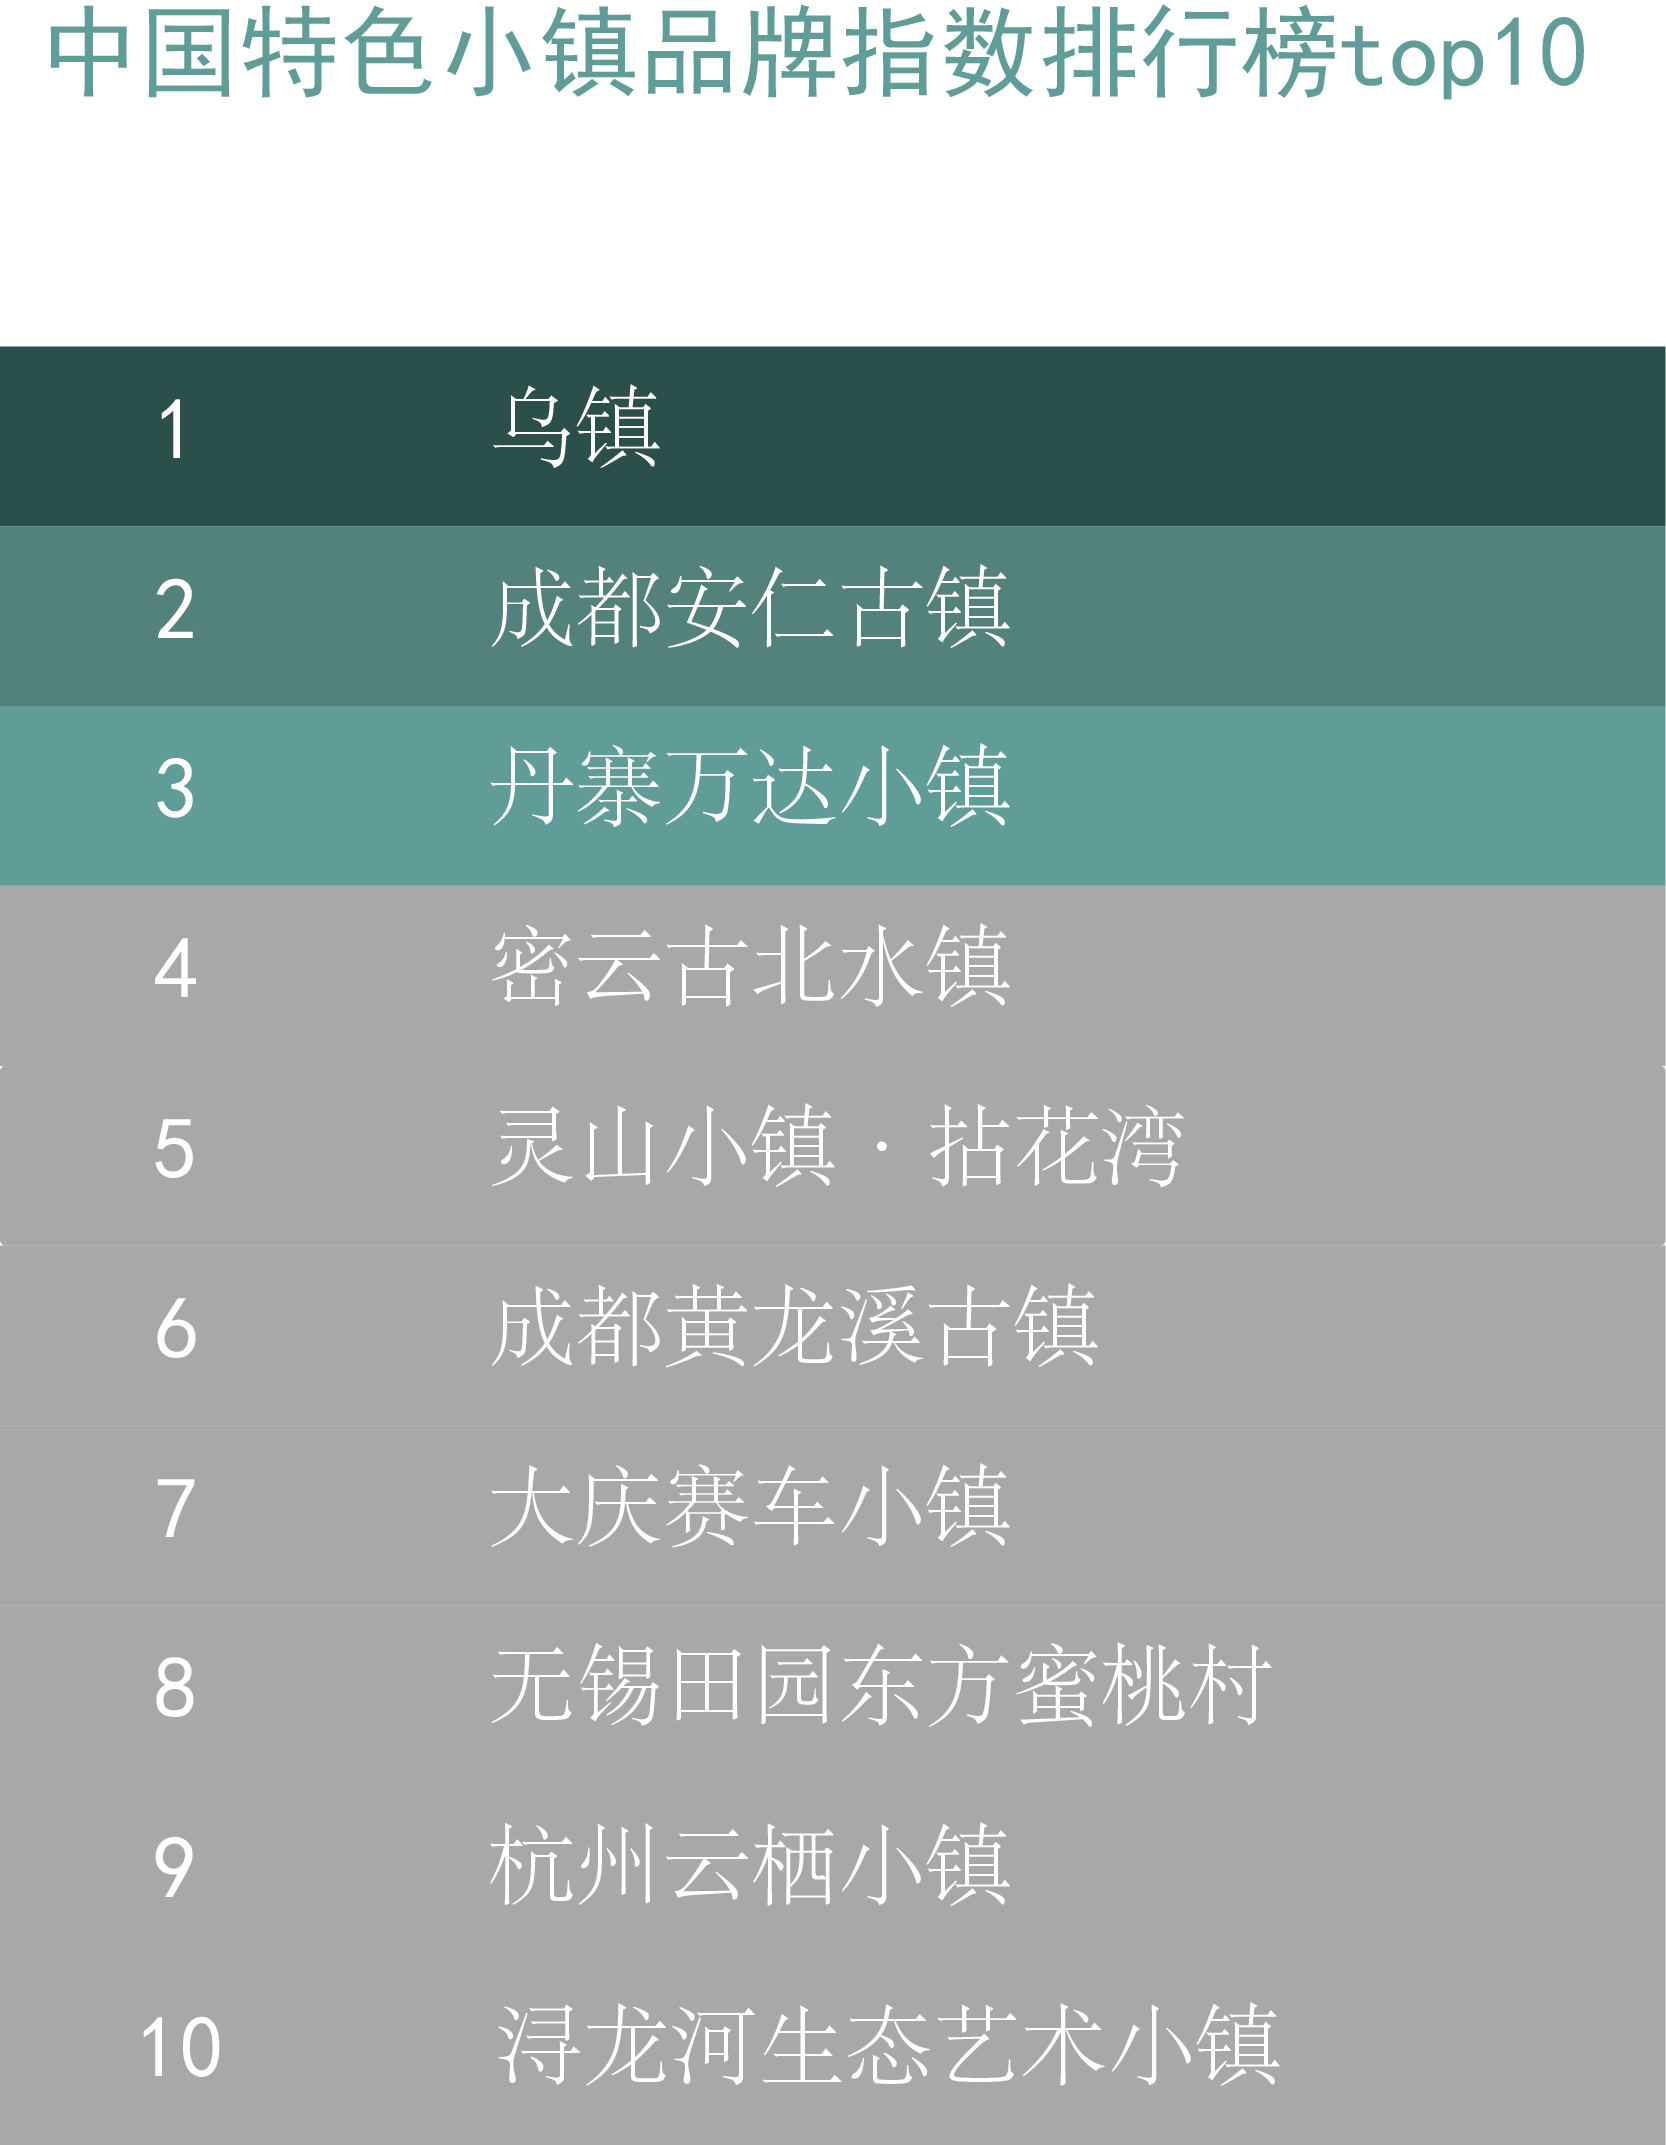 中国特色小镇品牌指数排行榜top10
1 乌镇
2 成都安仁古镇
3 丹寨万达小镇
4 密云古北水镇
5 灵山小镇·拈花湾
6 成都黄龙溪古镇
7 大庆赛车小镇
8 无锡田园东方蜜桃村
9 杭州云栖小镇
10 浔龙河生态艺术小镇